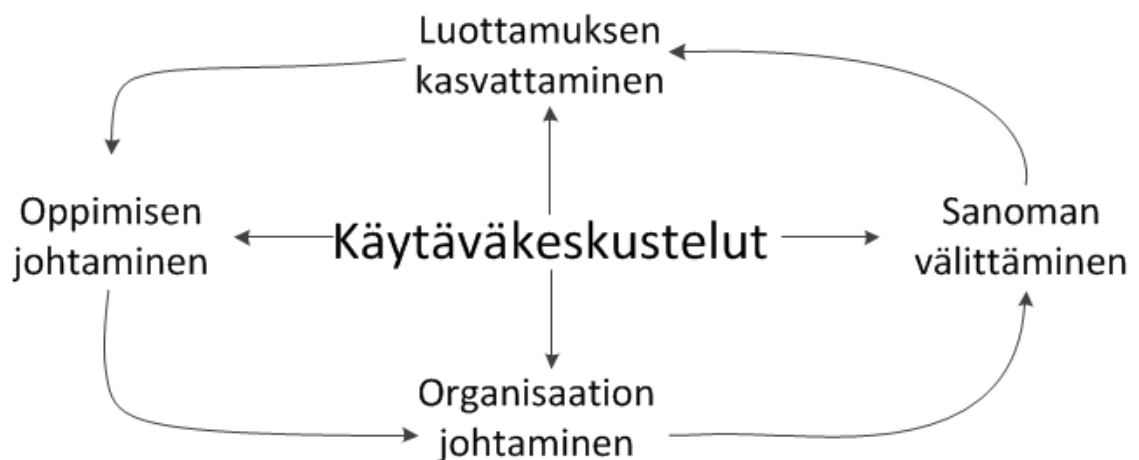 Luottamuksen
kasvattaminen
Oppimisen
johtaminen
Käytäväkeskustelut
Sanoman
välittäminen
Organisaation
johtaminen